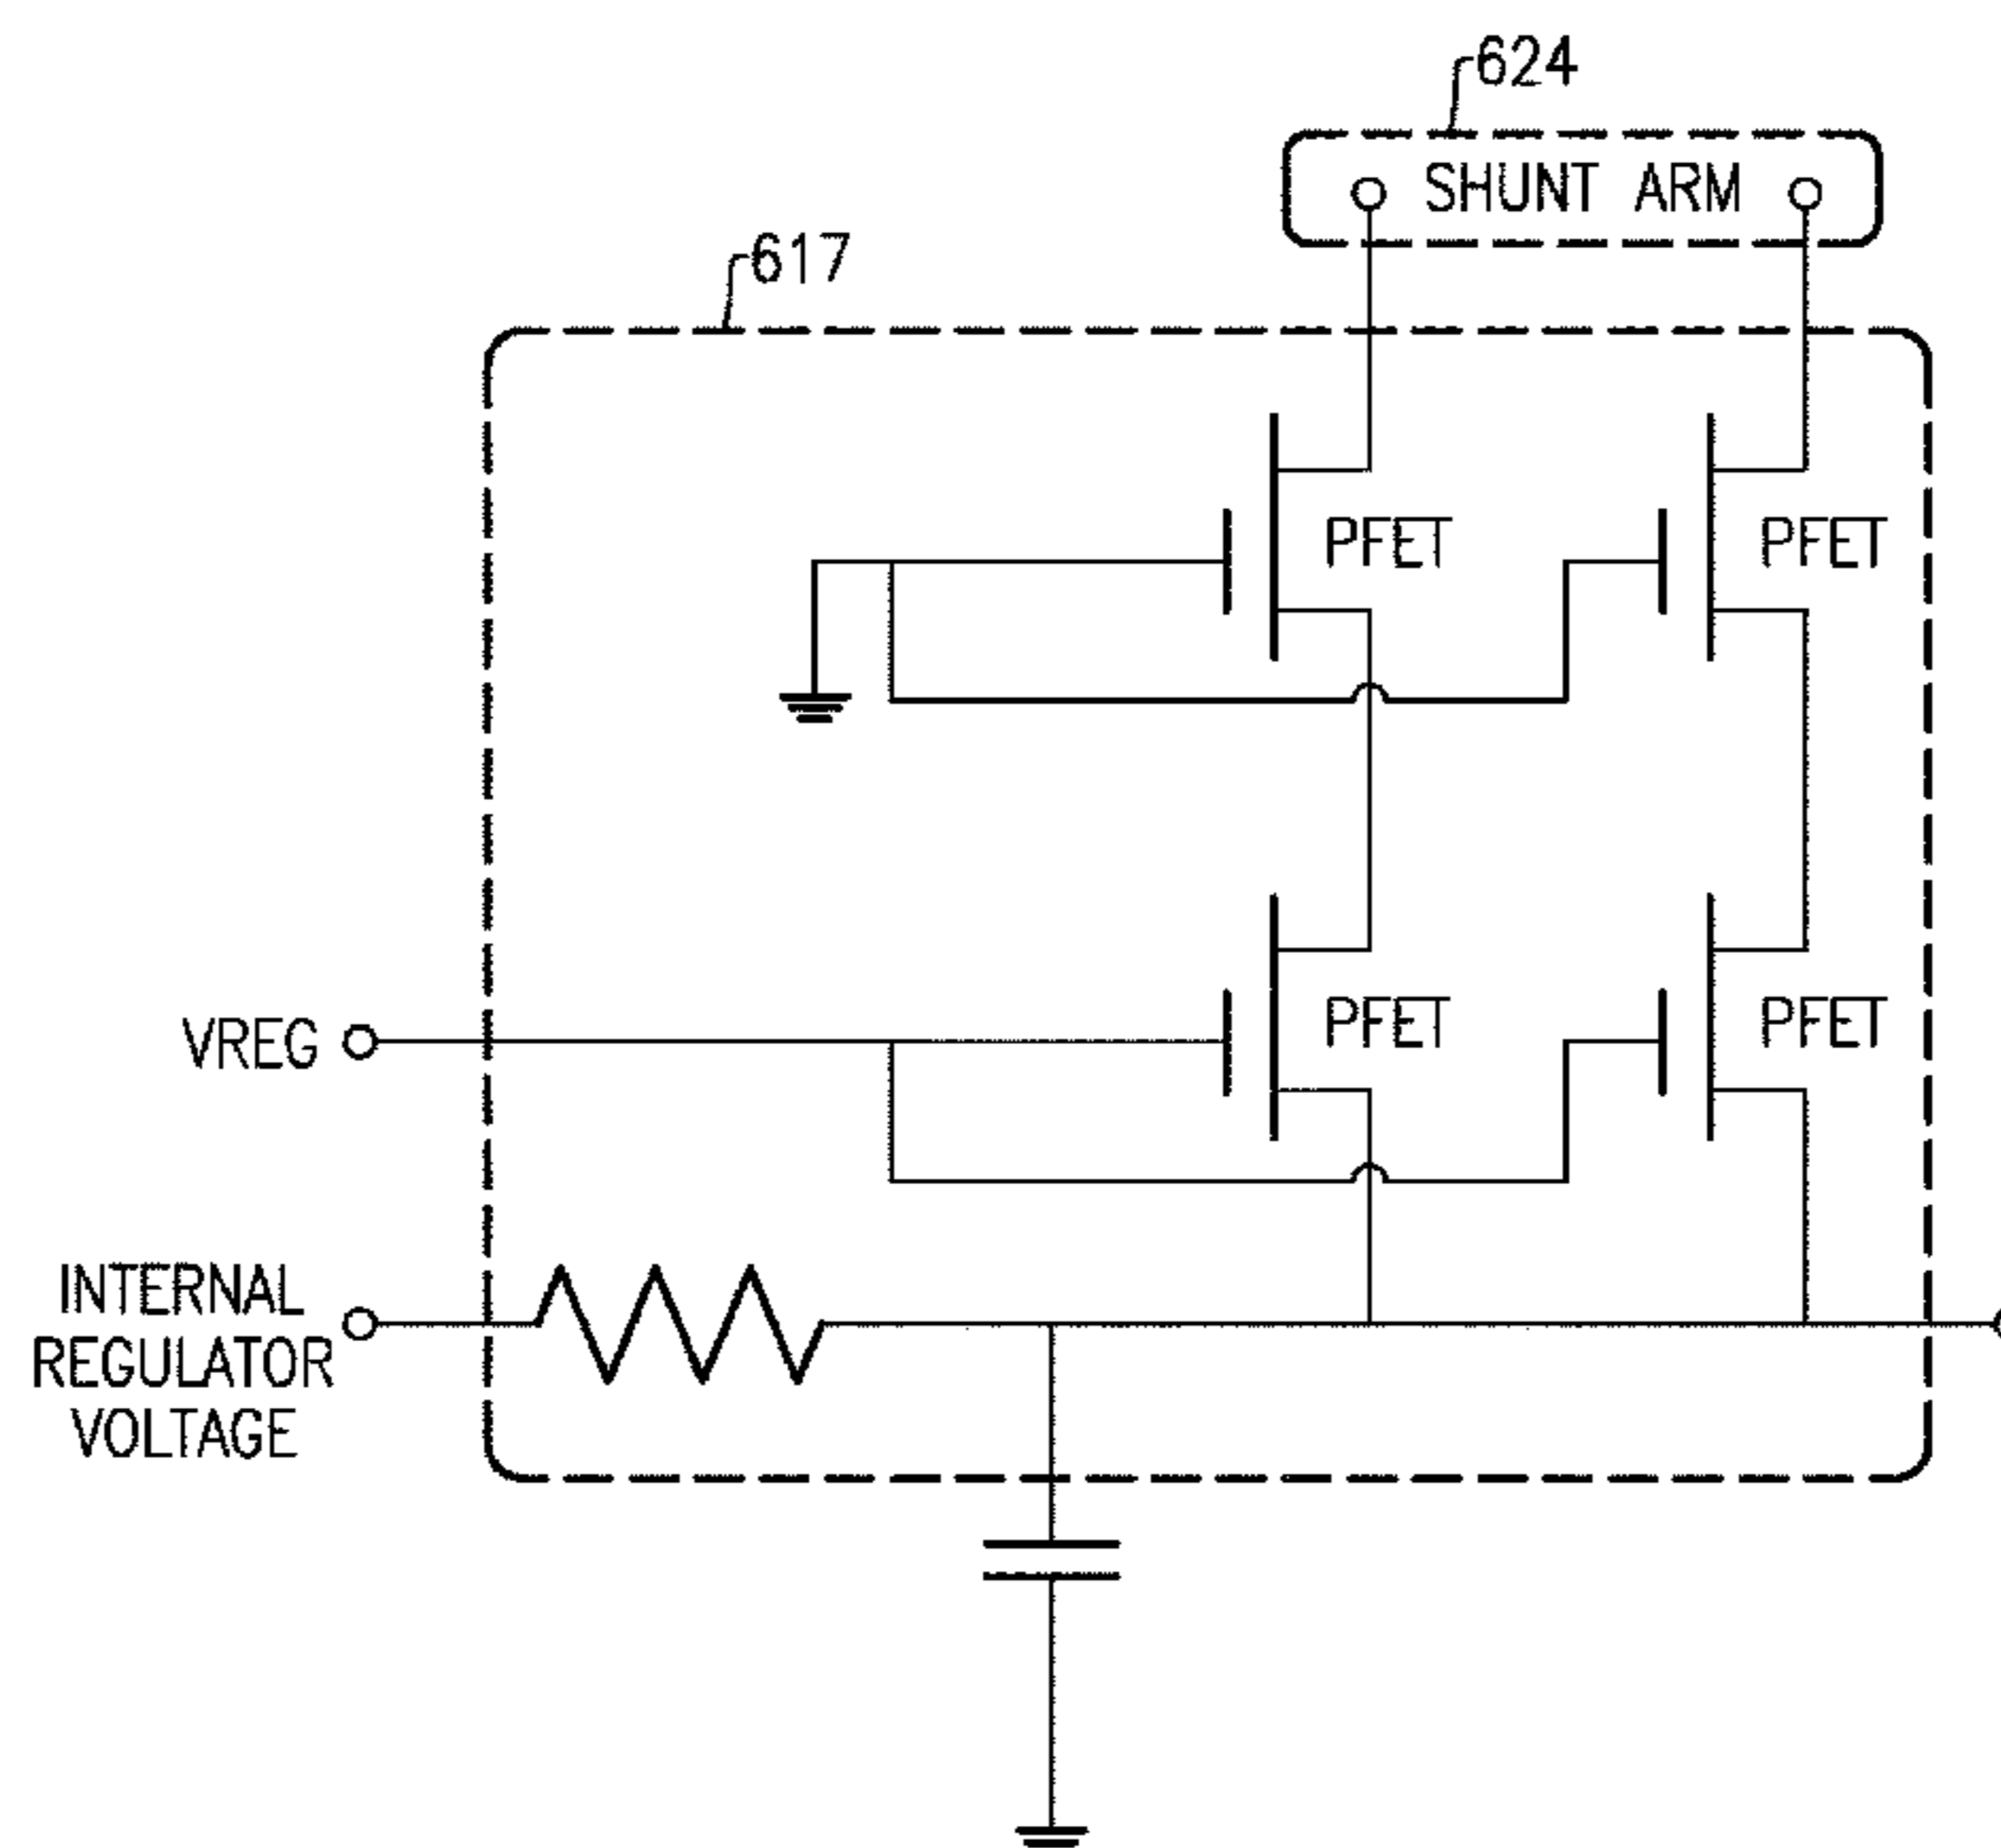 624
SHUNT ARM
617
PFET PFET
VREG
PFET PFET
INTERNAL
REGULATOR
VOLTAGE